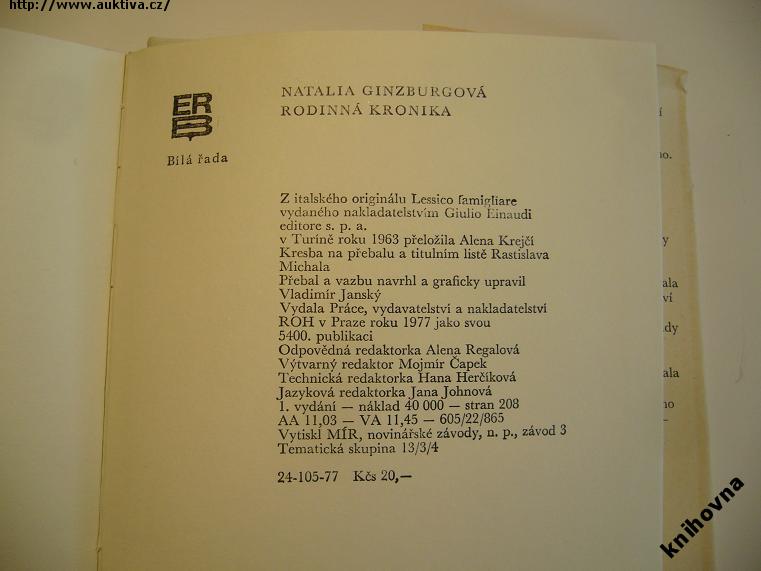 http://www.auktiva.cz/
ER
B
Bílá řada
NATALIA GINZBURGOVÁ
RODINNÁ KRONIKA
Z italského originálu Lessico famigliare
vydaného nakladatelstvím Giulio Einaudi
editore s. p. a.
v Turíně roku 1963 přeložila Alena Krejčí
Kresba na přebalu a titulním listě Rastislava
Michala
Přebal a vazbu navrhl a graficky upravil
Vladimír Janský
Vydala Práce, vydavatelství a nakladatelství
ROH v Praze roku 1977 jako svou
5400. publikaci
Odpovědná redaktorka Alena Regalová
Výtvarný redaktor Mojmír Čapek
Technická redaktorka Hana Herčíková
Jazyková redaktorka Jana Johnová
1. vydání — náklad 40 000 — stran 208
AA 11,03 — VA 11,45 — 605/22/865
Vytiskl MÍR, novinářské závody, n. p., závod 3
Tematická skupina 13/3/4
24-105-77 Kčs 20,—
knihovna